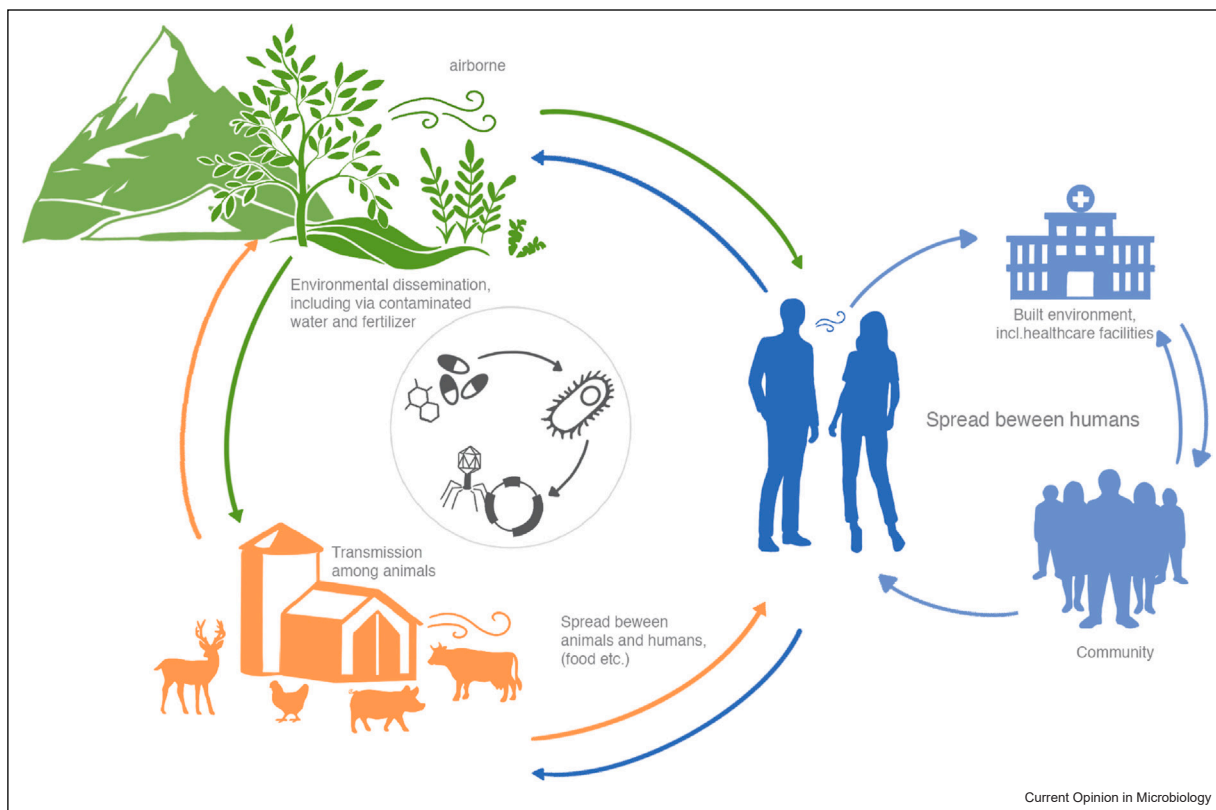 airborne
Environmental dissemination,
including via contaminated
water and fertilizer
Built environment,
incl.healthcare facilities
Spread beween humans
Transmission
among animals
Spread beween
animals and humans,
(food etc.)
Community
Current Opinion in Microbiology